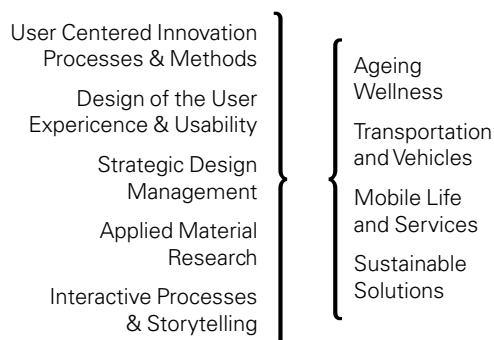 User Centered Innovation
Processes & Methods
Design of the User
Expericence & Usability
Strategic Design
Management
Applied Material
Research
Interactive Processes
& Storytelling
Ageing
Wellness
Transportation
and Vehicles
Mobile Life
and Services
Sustainable
Solutions